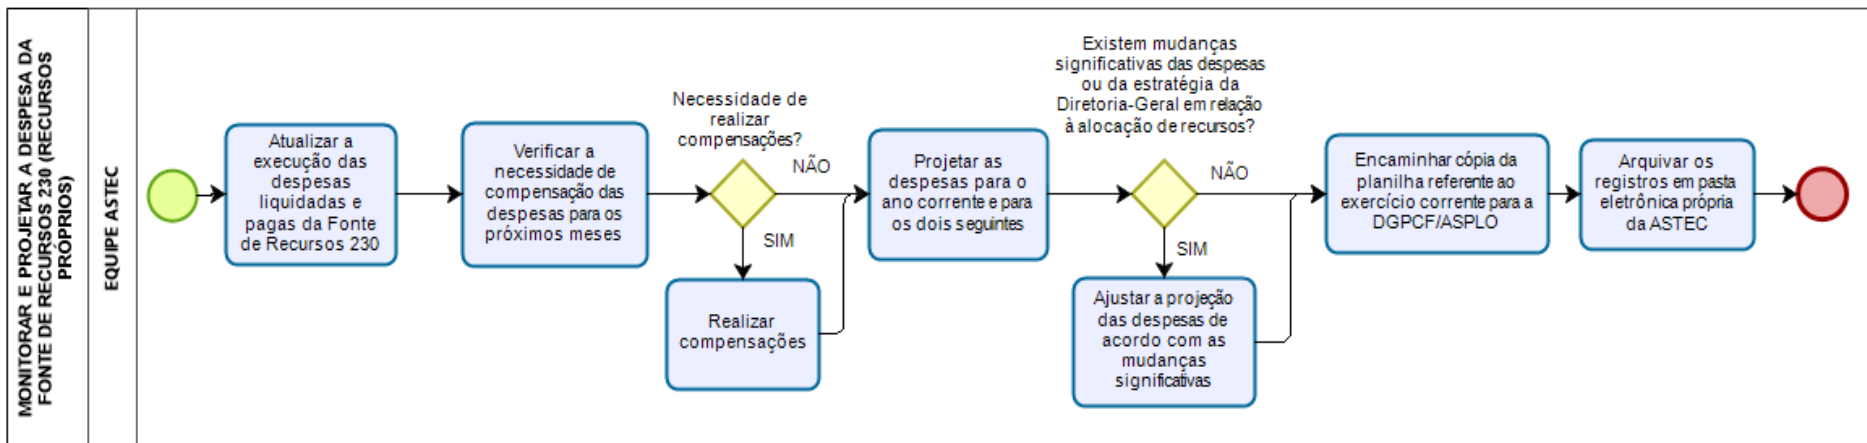 MONITORAR E PROJETAR A DESPESA DA
FONTE DE RECURSOS 230 (RECURSOS
PRÓPRIOS)
EQUIPE ASTEC
Atualizar a
execução das
despesas
liquidadas e
pagas da Fonte
de Recursos 230
Verificar a
necessidade de
compensação das
despesas para os
próximos meses
Necessidade de
realizar
compensações?
NÃO
SIM
Realizar
compensações
Projetar as
despesas para o
ano corrente e para
os dois seguintes
Existem mudanças
significativas das despesas
ou da estratégia da
Diretoria-Geral em relação
à alocação de recursos?
NÃO
SIM
Ajustar a projeção
das despesas de
acordo com as
mudanças
significativas
Encaminhar cópia da
planilha referente ao
exercício corrente para a
DGPCF/ASPLO
Arquivar os
registros em pasta
eletrônica própria
da ASTEC